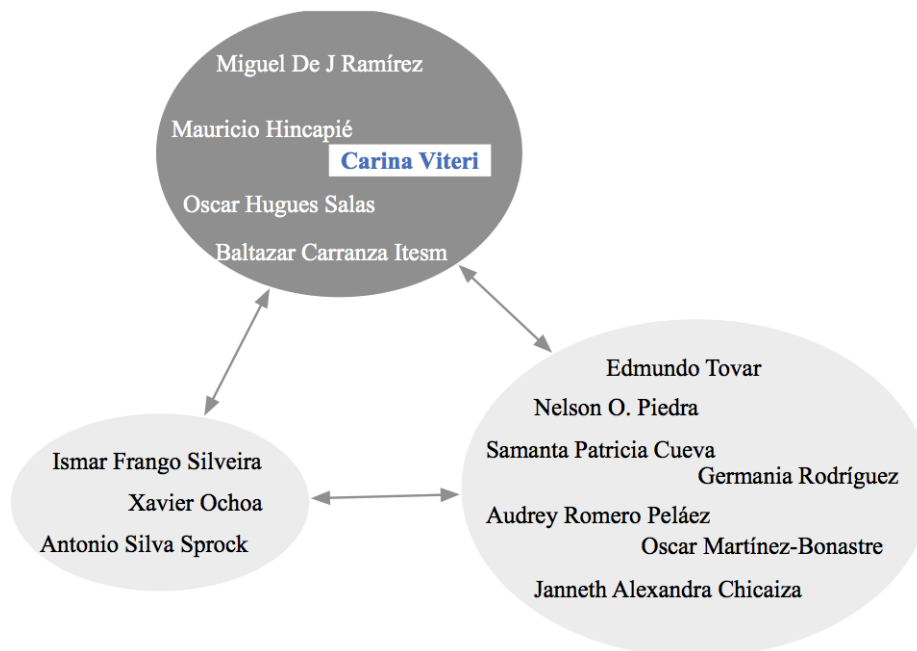 Miguel De J Ramírez
Mauricio Hincapié
Carina Viteri
Oscar Hugues Salas
Baltazar Carranza Itesm
Ismar Frango Silveira
Xavier Ochoa
Antonio Silva Sprock
Edmundo Tovar
Nelson O. Piedra
Samanta Patricia Cueva
Germania Rodríguez
Audrey Romero Peláez
Oscar Martínez-Bonastre
Janneth Alexandra Chicaiza